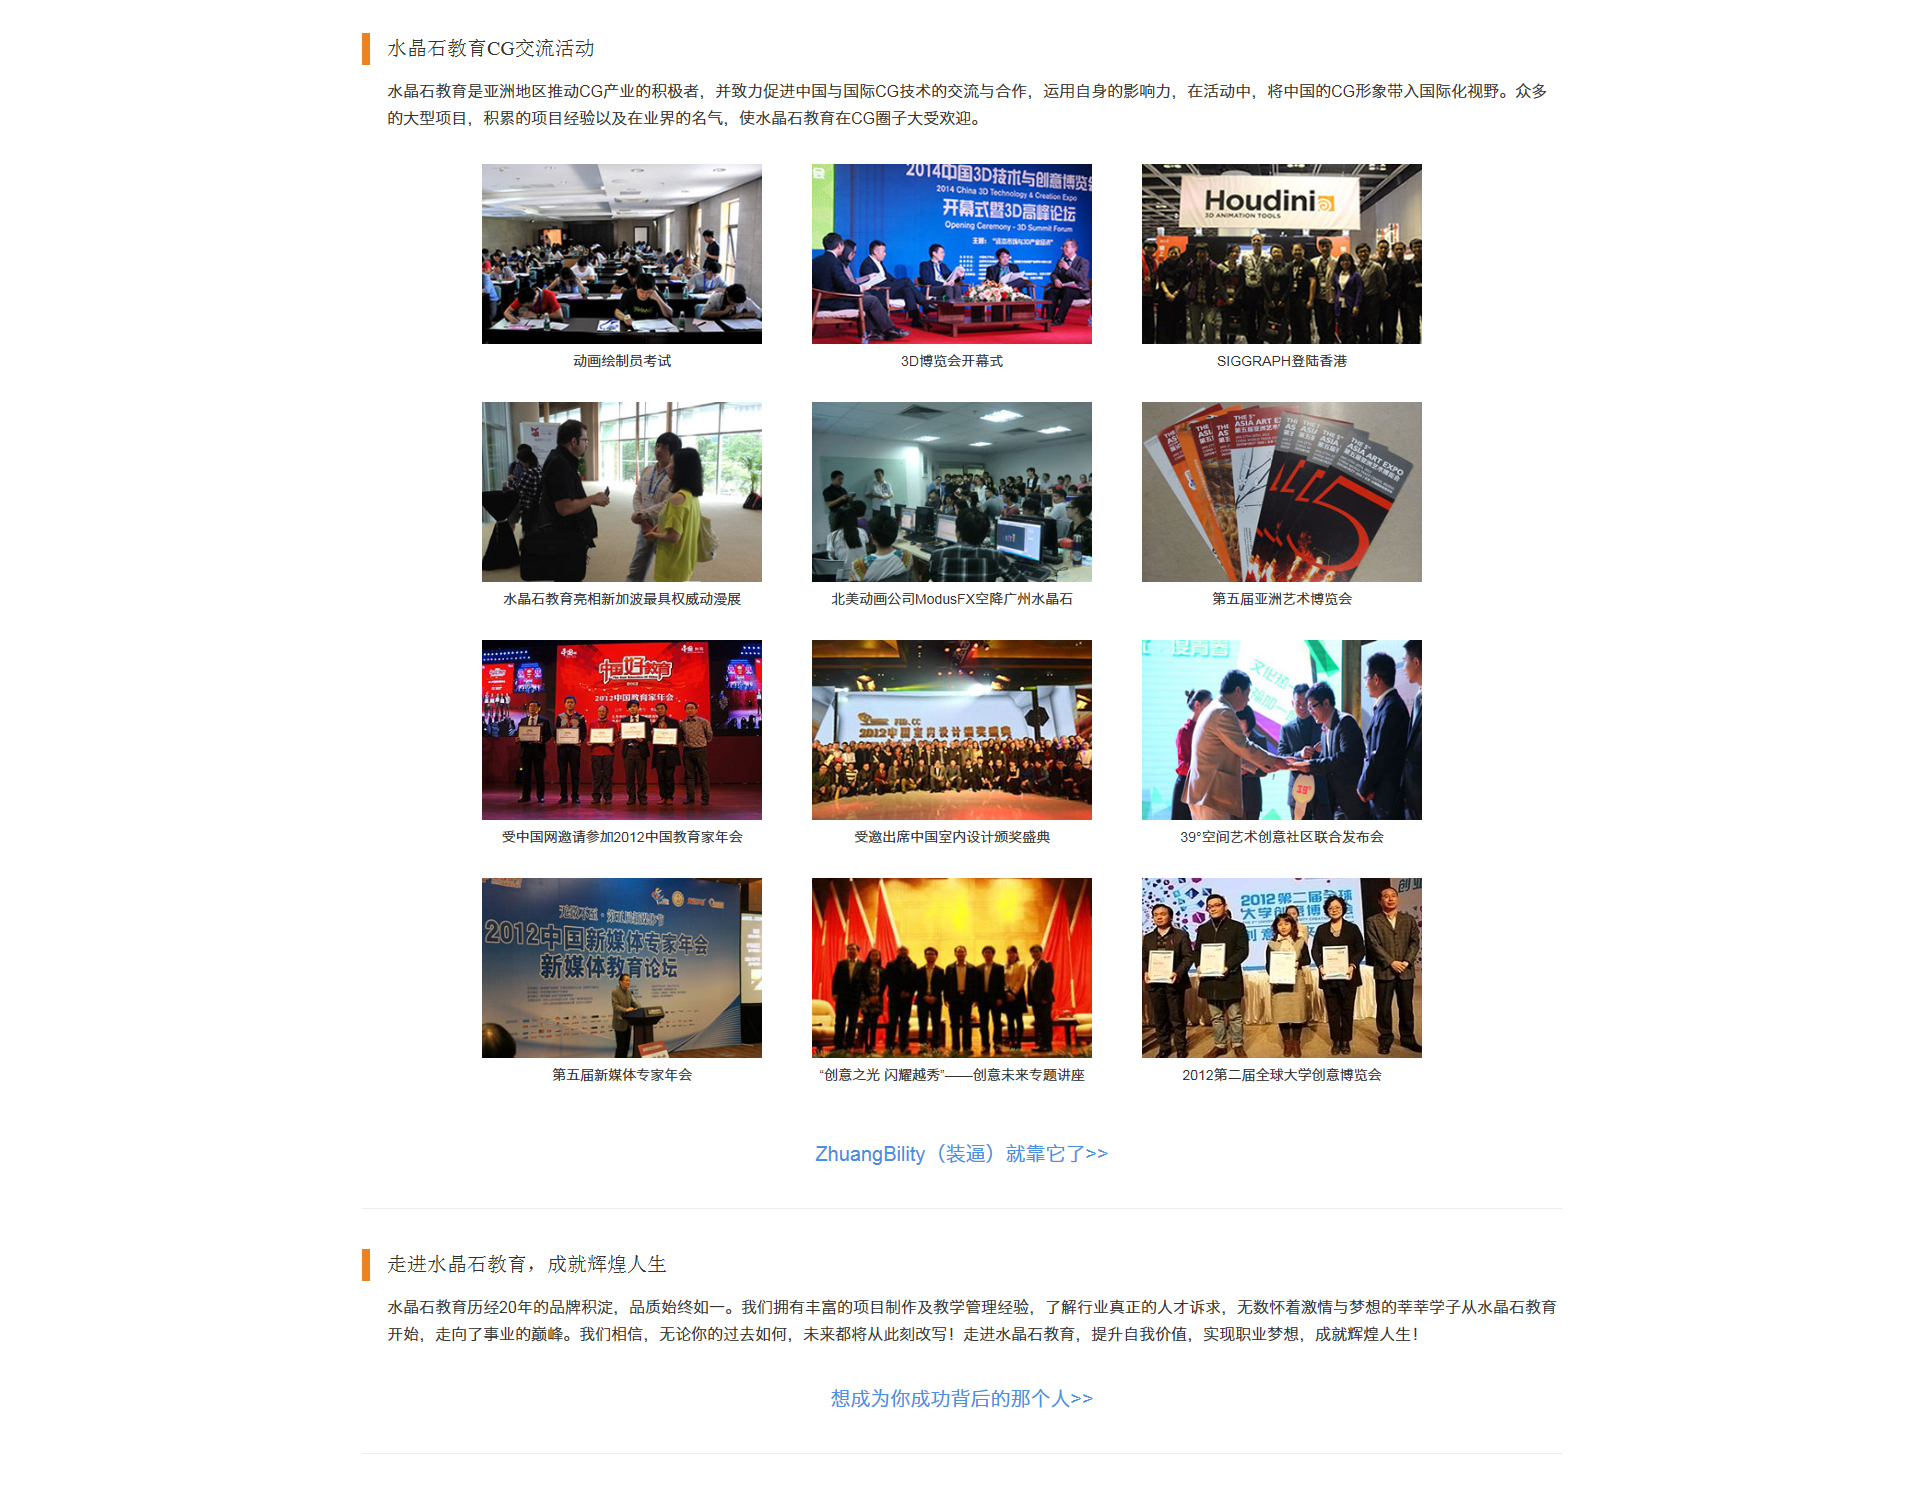 水晶石教育CG交流活动
水晶石教育是亚洲地区推动CG产业的积极者，并致力促进中国与国际CG技术的交流与合作，运用自身的影响力，在活动中，将中国的CG形象带入国际化视野。众多
的大型项目，积累的项目经验以及在业界的名气，使水晶石教育在CG圈子大受欢迎。
2014中国3D技术与创意博览会
2014 China 3D Technology & Creation Expo
开幕式暨3D高峰论坛
Opening Ceremony - 3D Summit Forum
Houdini
3D ANIMATION TOOLS
动画绘制员考试
3D博览会开幕式
SIGGRAPH登陆香港
THE 5
ASIA ART EXPO
第五届亚洲艺术博览会
5
水晶石教育亮相新加波最具权威动漫展
北美动画公司ModusFX空降广州水晶石
第五届亚洲艺术博览会
中国好教育
2012中国教育家年会
2012中国室内设计颁奖盛典
39°
受中国网邀请参加2012中国教育家年会
受邀出席中国室内设计颁奖盛典
39°空间艺术创意社区联合发布会
2012中国新媒体专家年会
新媒体教育论坛
2012第二届全球
大学创意博览会
第五届新媒体专家年会
“创意之光 闪耀越秀”——创意未来专题讲座
2012第二届全球大学创意博览会
ZhuangBility（装逼）就靠它了>>
走进水晶石教育，成就辉煌人生
水晶石教育历经20年的品牌积淀，品质始终如一。我们拥有丰富的项目制作及教学管理经验，了解行业真正的人才诉求，无数怀着激情与梦想的莘莘学子从水晶石教育
开始，走向了事业的巅峰。我们相信，无论你的过去如何，未来都将从此刻改写！走进水晶石教育，提升自我价值，实现职业梦想，成就辉煌人生！
想成为你成功背后的那个人>>